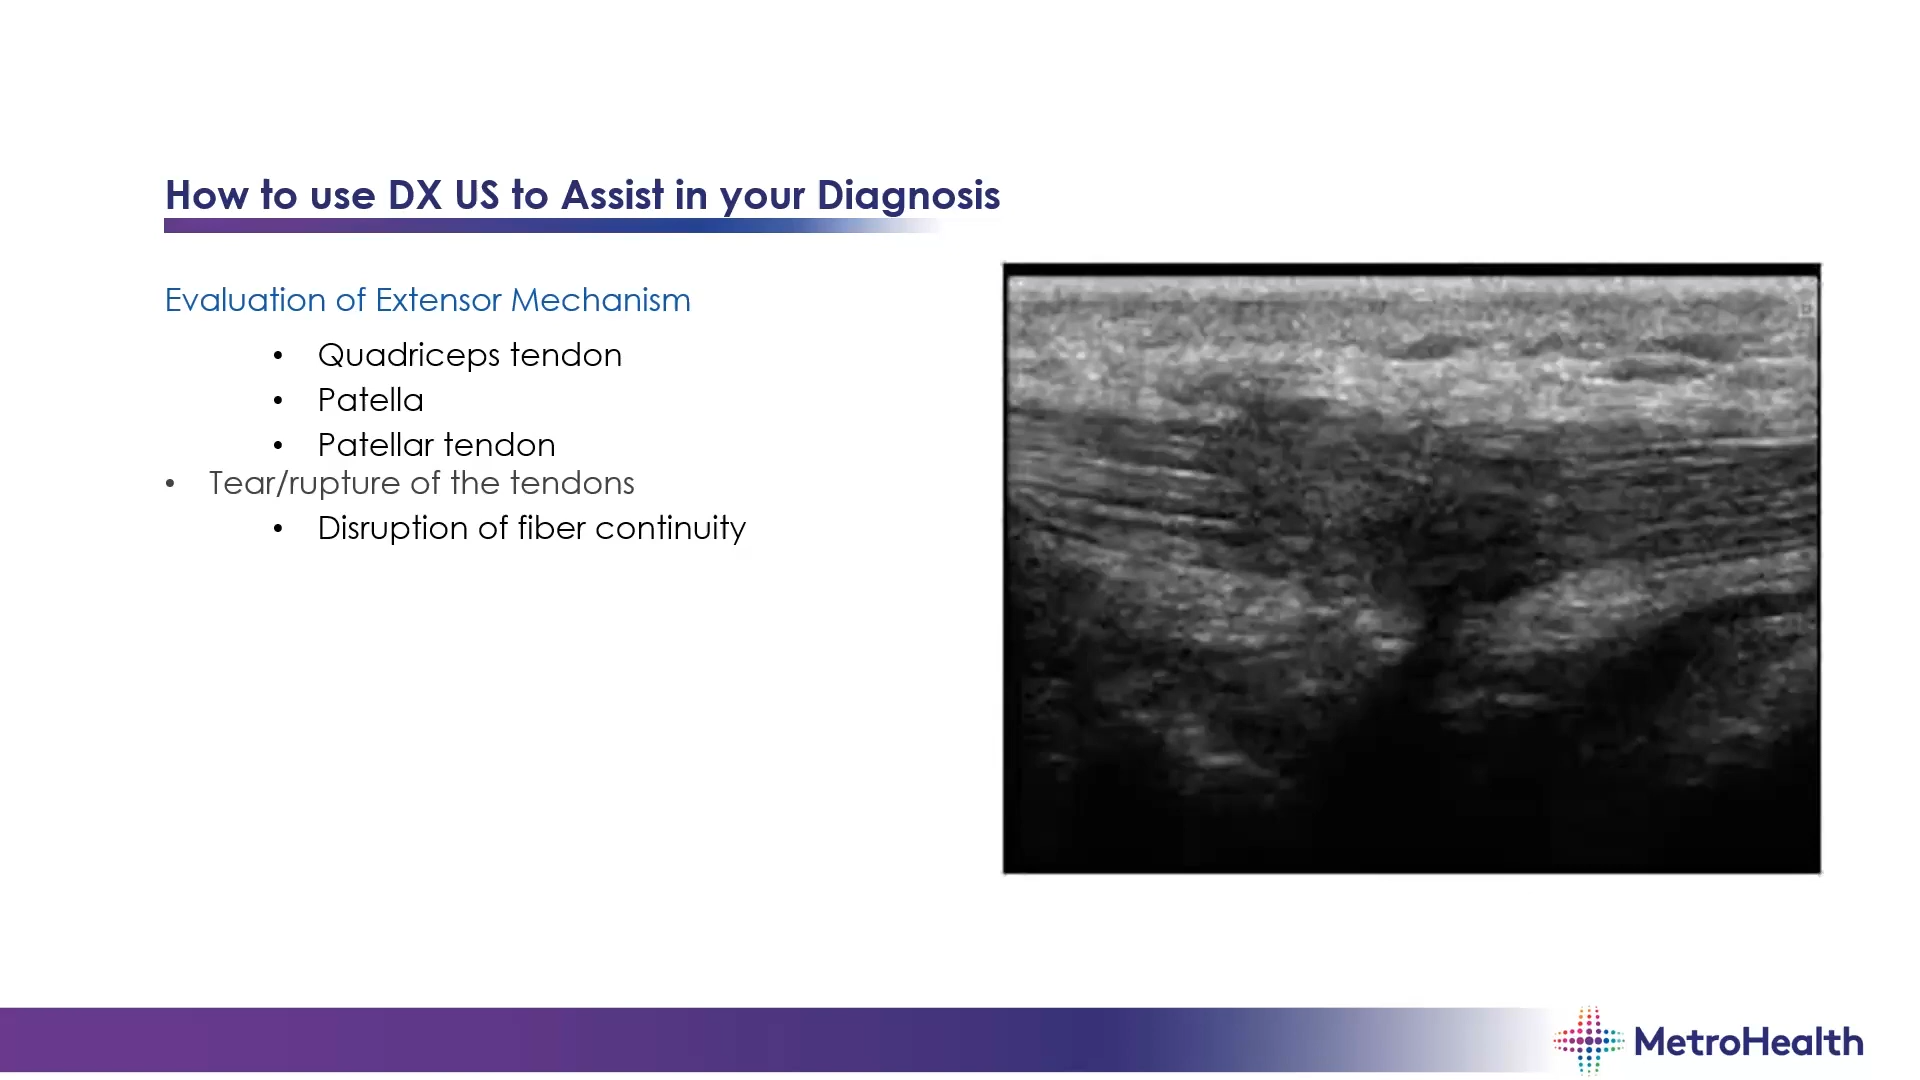 How to use DX US to Assist in your Diagnosis
Evaluation of Extensor Mechanism
• Quadriceps tendon
• Patella
• Patellar tendon
• Tear/rupture of the tendons
• Disruption of fiber continuity
MetroHealth